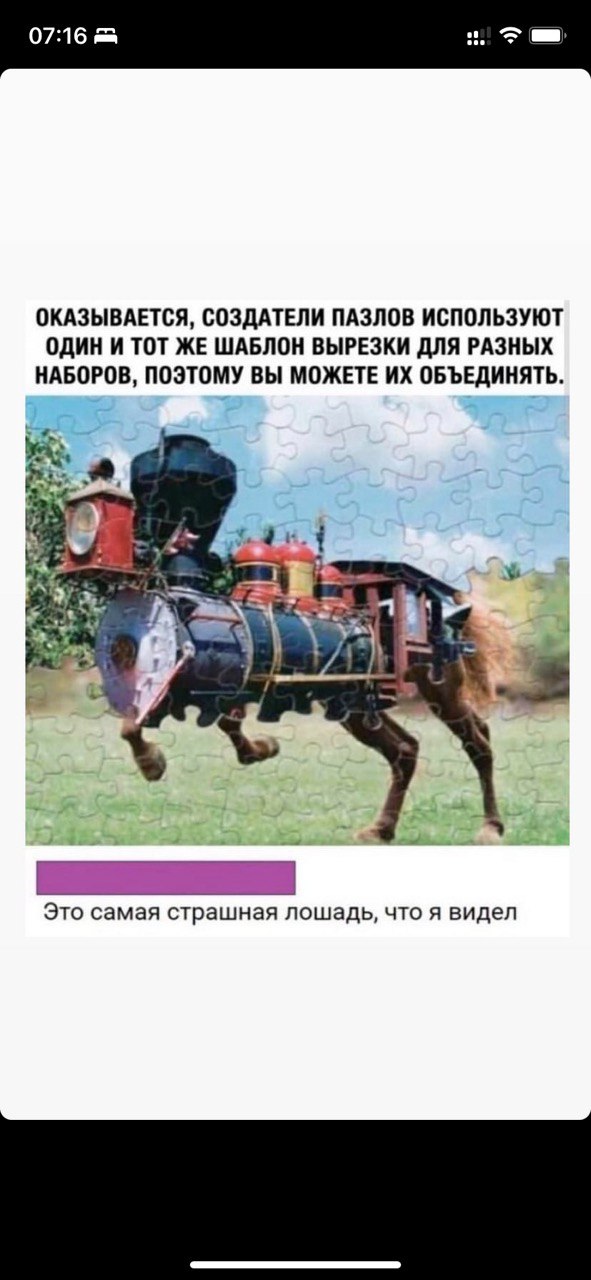 07:16
ОКАЗЫВАЕТСЯ, СОЗДАТЕЛИ ПАЗЛОВ ИСПОЛЬЗУЮТ
ОДИН И ТОТ ЖЕ ШАБЛОН ВЫРЕЗКИ ДЛЯ РАЗНЫХ
НАБОРОВ, ПОЭТОМУ ВЫ МОЖЕТЕ ИХ ОБЪЕДИНЯТЬ.
Это самая страшная лошадь, что я видел